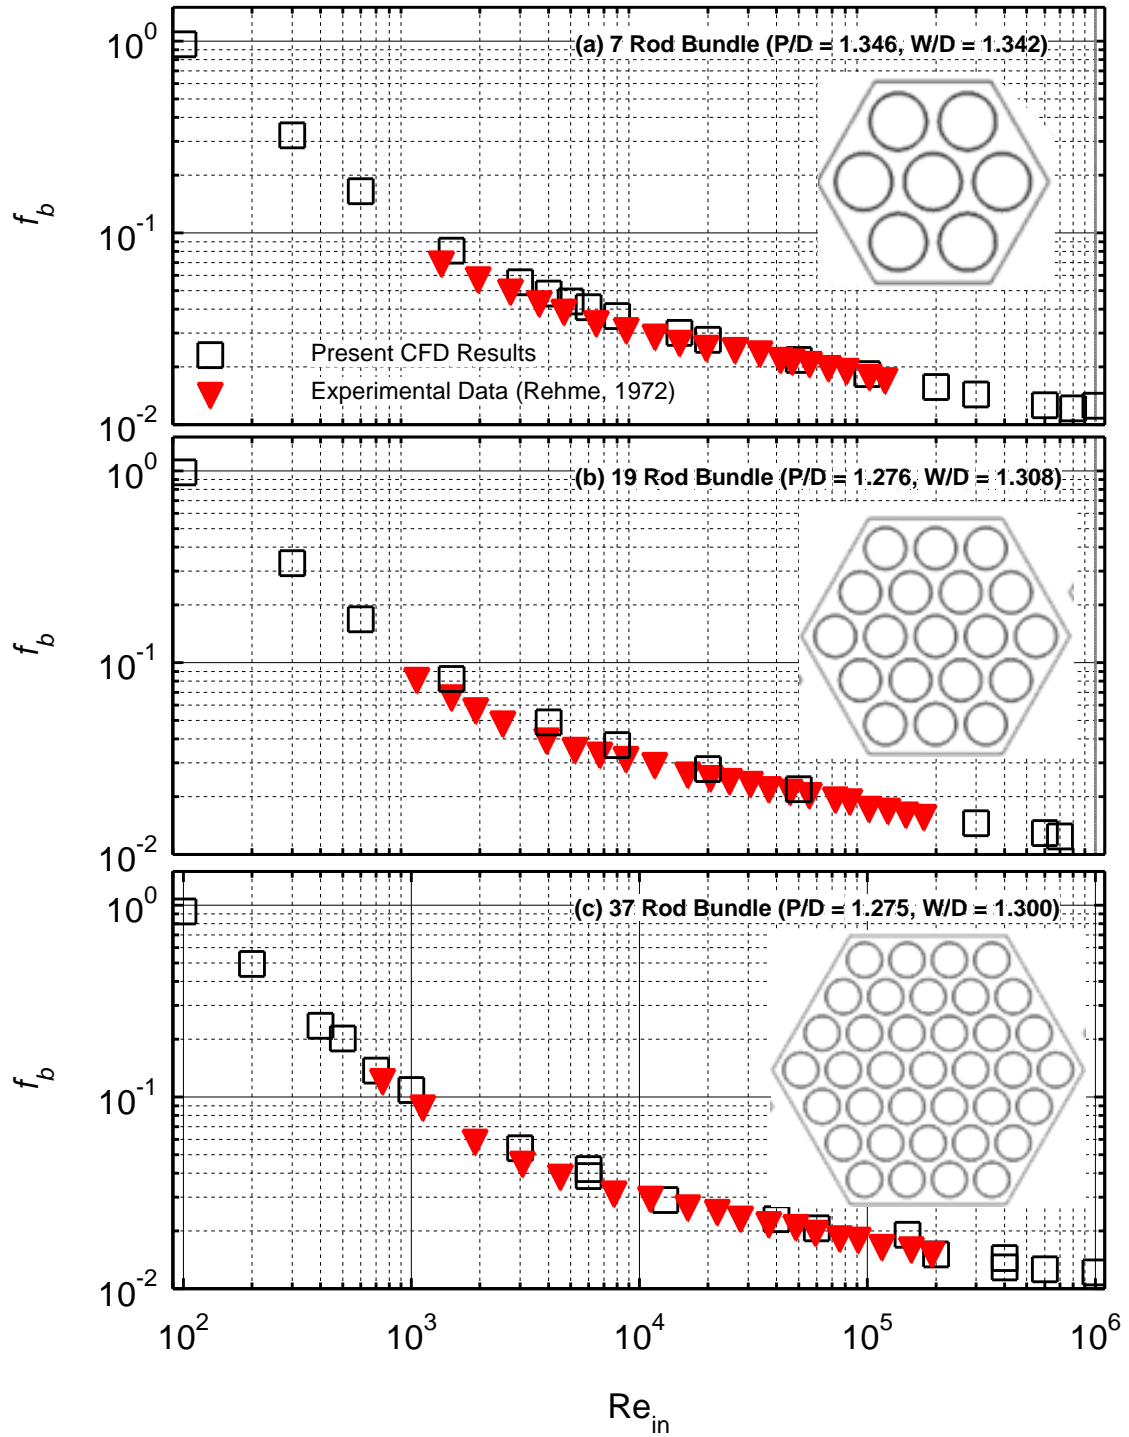 (a) 7 Rod Bundle (P/D = 1.346, W/D = 1.342)
10^0
f_b
10^-1
Present CFD Results
Experimental Data (Rehme, 1972)
10^-2
(b) 19 Rod Bundle (P/D = 1.276, W/D = 1.308)
10^0
f_b
10^-1
10^-2
(c) 37 Rod Bundle (P/D = 1.275, W/D = 1.300)
10^0
f_b
10^-1
10^-2
10^2 10^3 10^4 10^5 10^6
Re_in